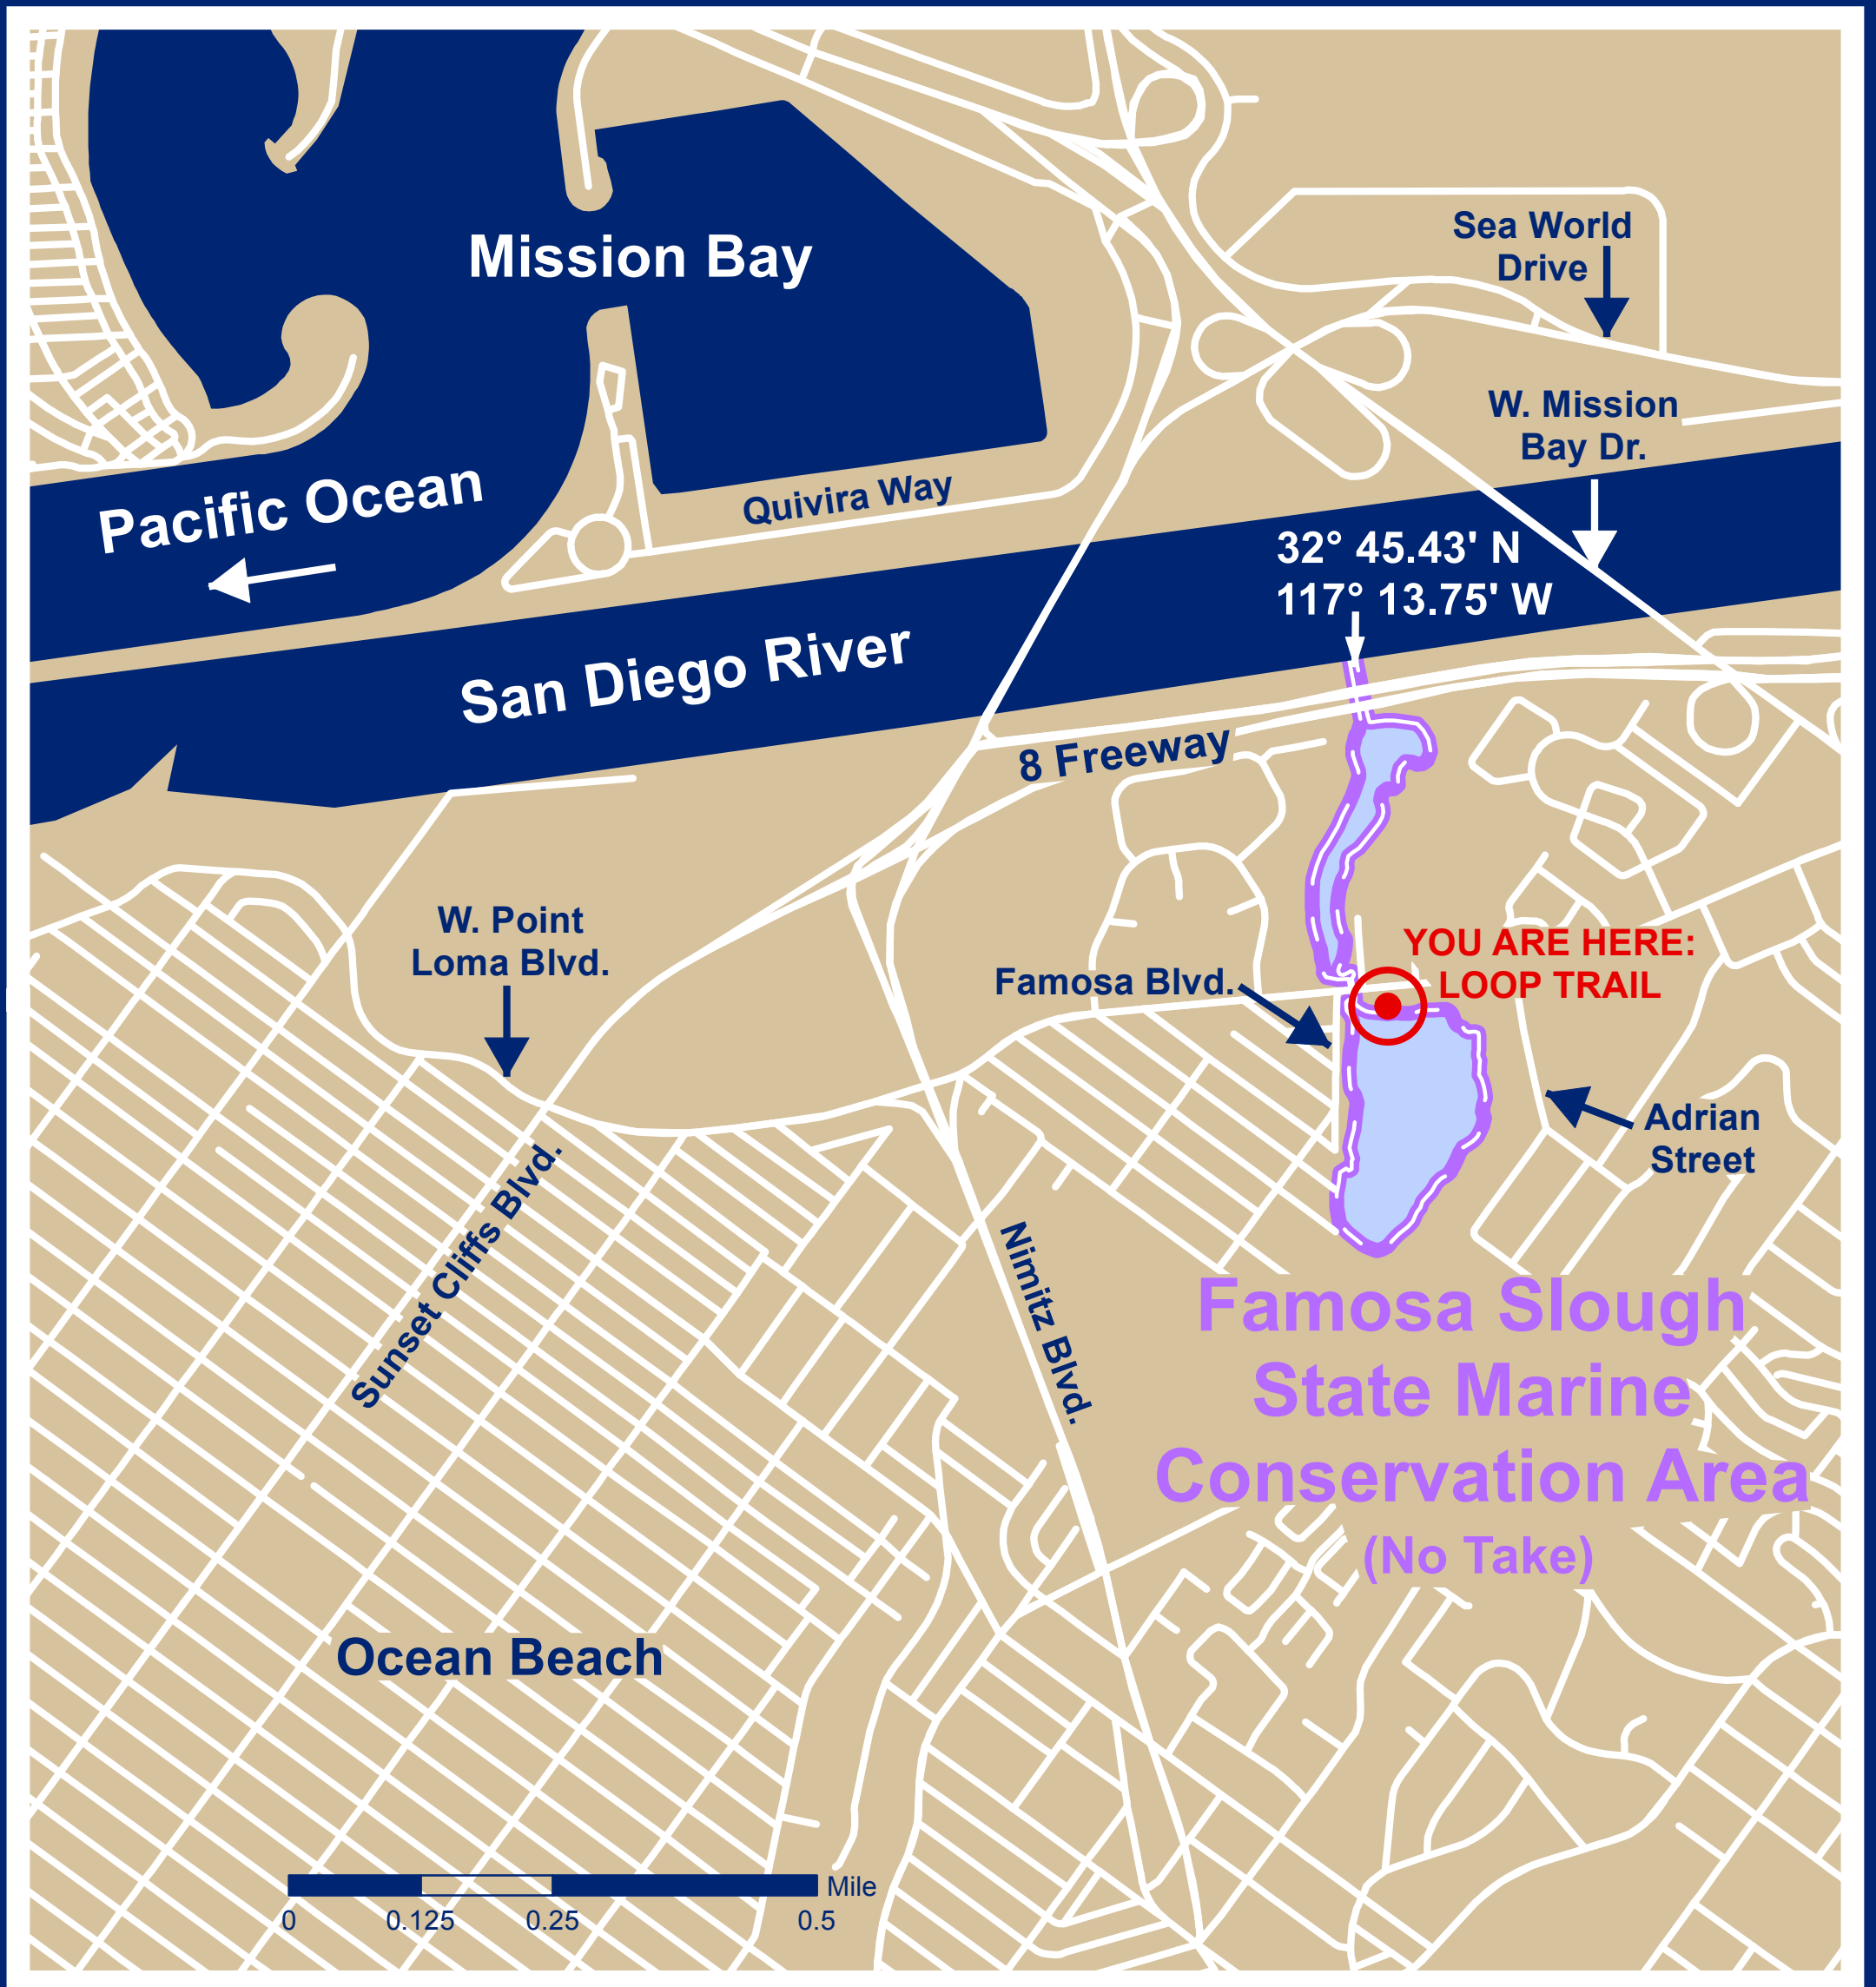 Sea World
Drive
Mission Bay
W. Mission
Bay Dr.
Pacific Ocean
Quivira Way
32° 45.43' N
117° 13.75' W
San Diego River
8 Freeway
W. Point
Loma Blvd.
YOU ARE HERE:
LOOP TRAIL
Famosa Blvd.
Adrian
Street
Sunset Cliffs Blvd.
Nimitz Blvd.
Famosa Slough
State Marine
Conservation Area
(No Take)
Ocean Beach
Mile
0 0.125 0.25 0.5